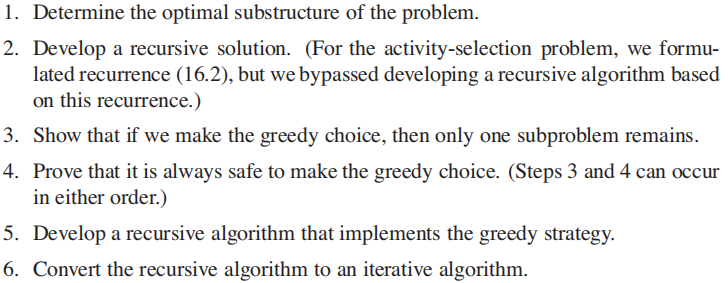 1. Determine the optimal substructure of the problem.
2. Develop a recursive solution. (For the activity-selection problem, we formu-
lated recurrence (16.2), but we bypassed developing a recursive algorithm based
on this recurrence.)
3. Show that if we make the greedy choice, then only one subproblem remains.
4. Prove that it is always safe to make the greedy choice. (Steps 3 and 4 can occur
in either order.)
5. Develop a recursive algorithm that implements the greedy strategy.
6. Convert the recursive algorithm to an iterative algorithm.